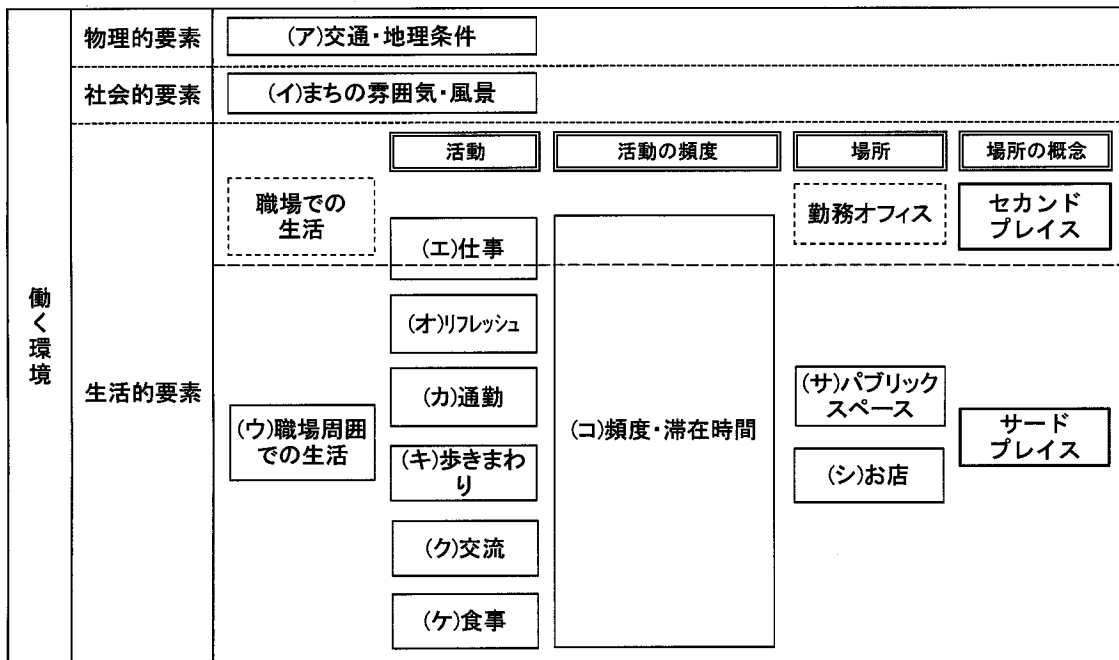 働く環境
物理的要素
(ア)交通・地理条件
社会的要素
(イ)まちの雰囲気・風景
生活的要素
活動
活動の頻度
場所
場所の概念
職場での
生活
勤務オフィス
セカンド
プレイス
(エ)仕事
(オ)リフレッシュ
(カ)通勤
(ウ)職場周囲
での生活
(キ)歩きまわ
り
(ク)交流
(ケ)食事
(コ)頻度・滞在時間
(サ)パブリック
スペース
(シ)お店
サード
プレイス